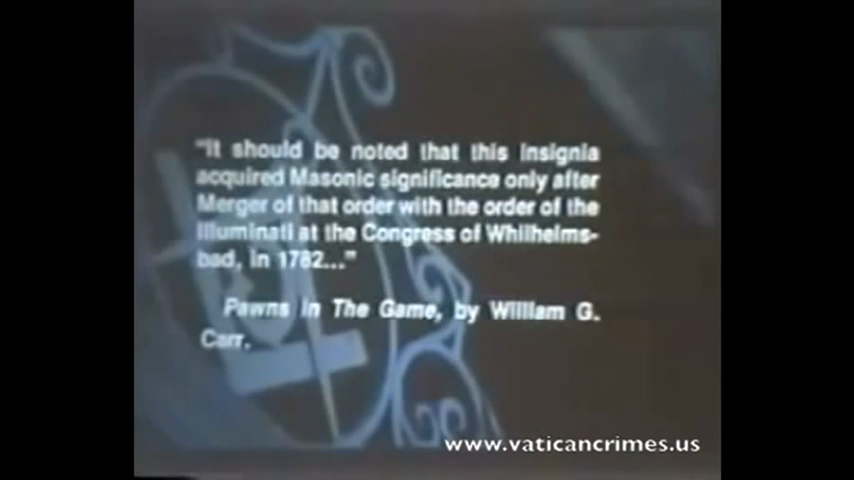 "It should be noted that this insignia
acquired Masonic significance only after
Merger of that order with the order of the
Illuminati at the Congress of Whilhelms-
bad, in 1782..."
Pawns In The Game, by William G.
Carr.
www.vaticancrimes.us